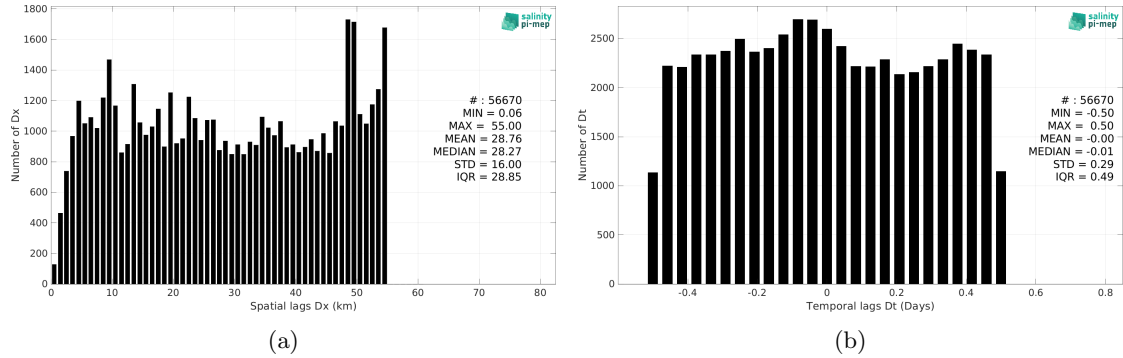 1800
1600
1400
1200
1000
800
600
400
200
0
Number of Dx
salinity
pi-mep
# : 56670
MIN = 0.06
MAX = 55.00
MEAN = 28.76
MEDIAN = 28.27
STD = 16.00
IQR = 28.85
0 10 20 30 40 50 60 70 80
Spatial lags Dx (km)
(a)
2500
2000
1500
1000
500
0
Number of Dt
salinity
pi-mep
# : 56670
MIN = -0.50
MAX = 0.50
MEAN = -0.00
MEDIAN = -0.01
STD = 0.29
IQR = 0.49
-0.4 -0.2 0 0.2 0.4 0.6 0.8
Temporal lags Dt (Days)
(b)